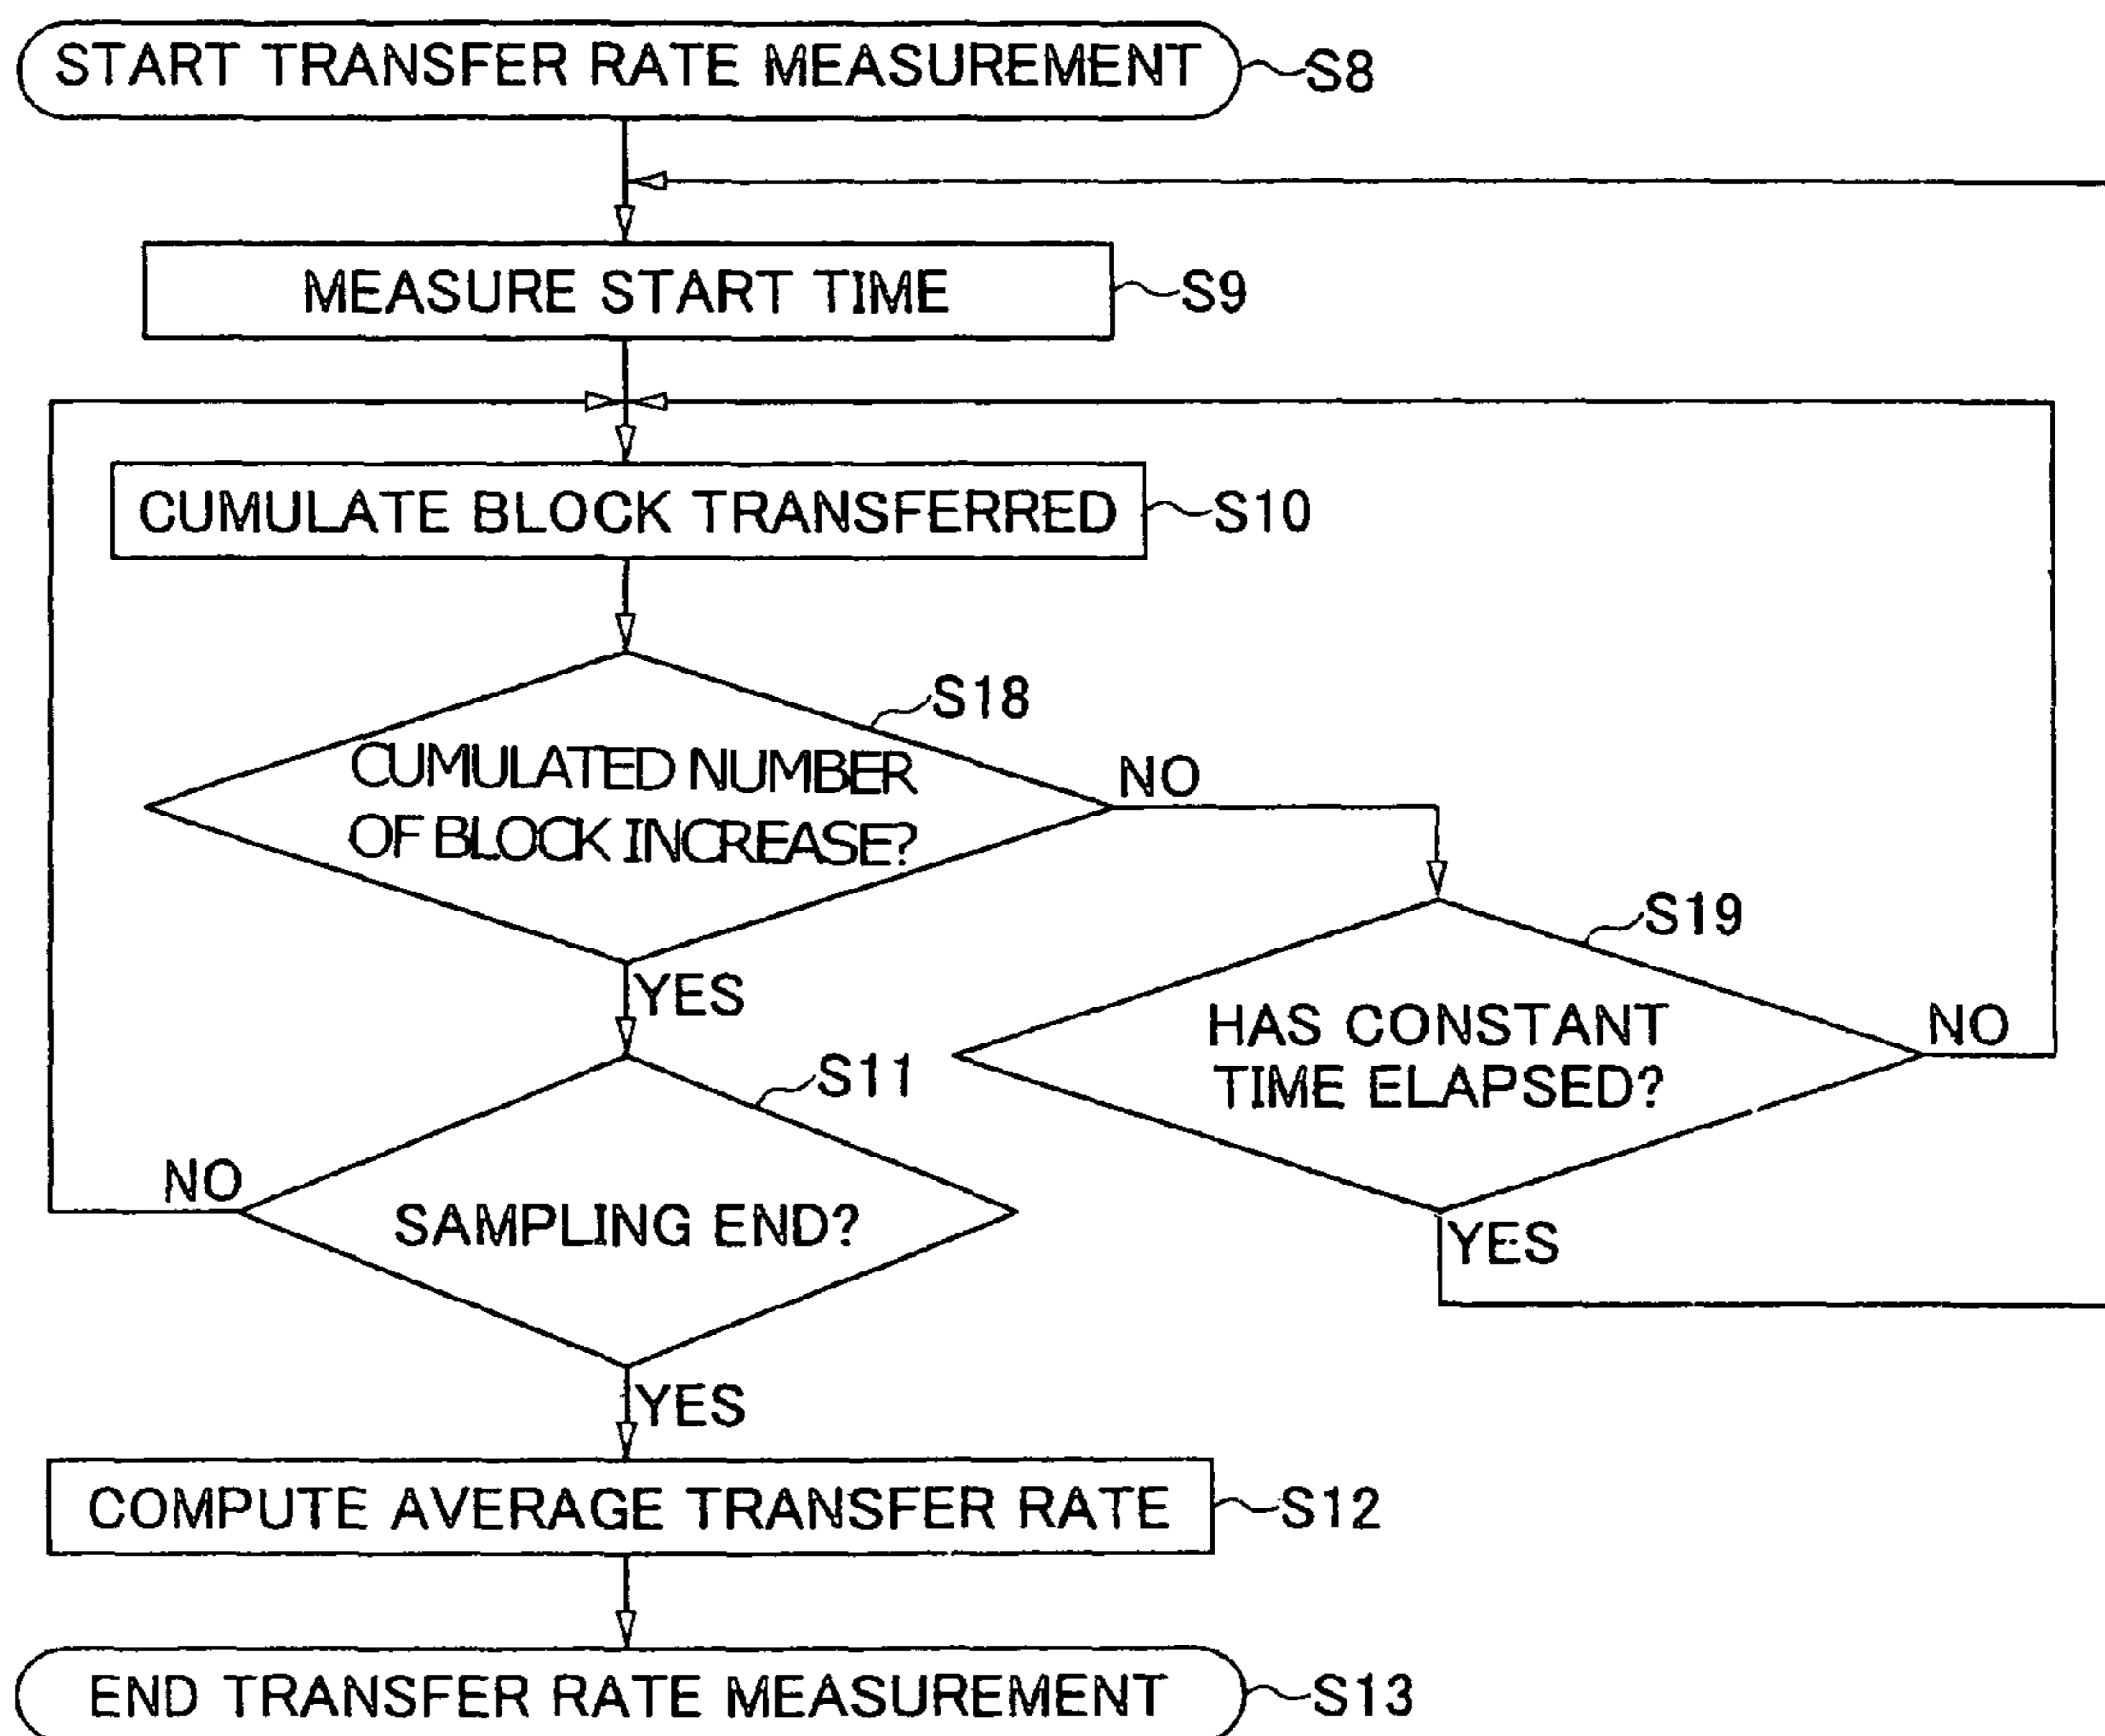 START TRANSFER RATE MEASUREMENT
S8
MEASURE START TIME
S9
CUMULATE BLOCK TRANSFERRED
S10
S18
CUMULATED NUMBER
OF BLOCK INCREASE?
NO
YES
S19
HAS CONSTANT
TIME ELAPSED?
NO
YES
S11
SAMPLING END?
NO
YES
COMPUTE AVERAGE TRANSFER RATE
S12
END TRANSFER RATE MEASUREMENT
S13